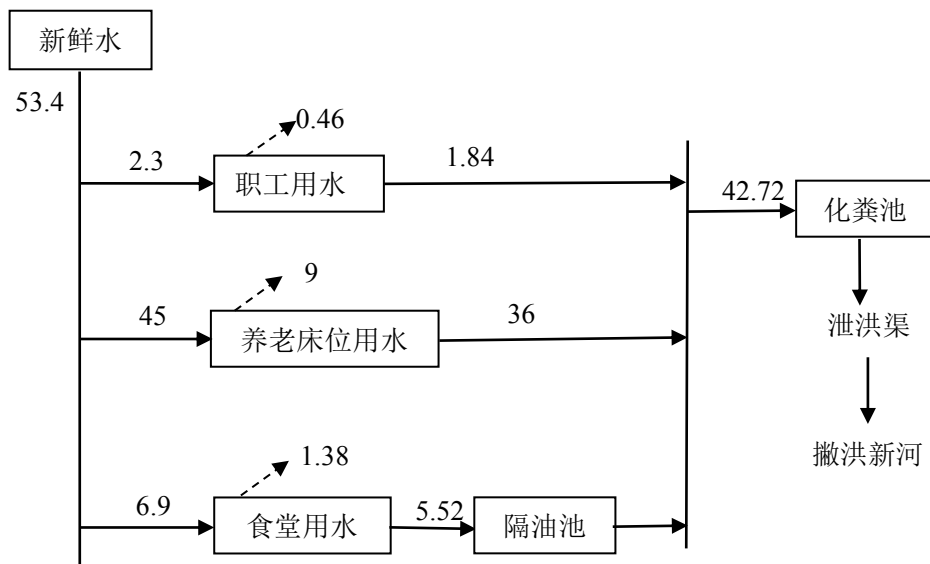 新鲜水
53.4
0.46
2.3
职工用水
1.84
42.72
化粪池
9
45
养老床位用水
36
泄洪渠
1.38
撇洪新河
6.9
食堂用水
5.52
隔油池